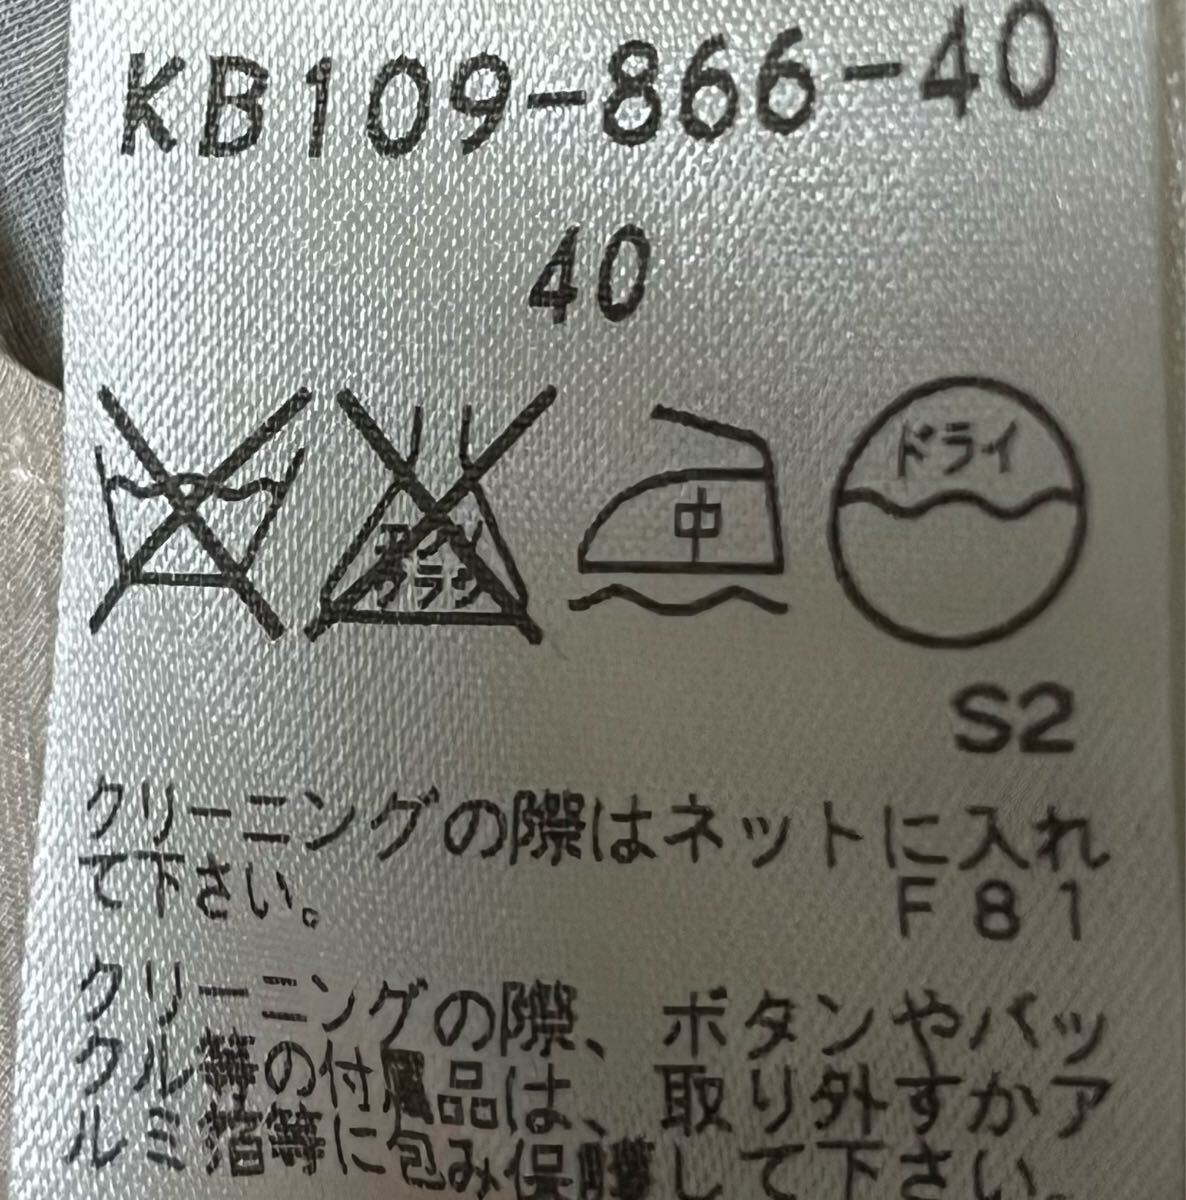 KB109-866-40
40
エンソ
サラシ
中
ドライ
S2
クリーニングの際はネットに入れ
て下さい。 F81
クリーニングの際、ボタンやバッ
クル等の付属品は、取り外すかア
ルミ箔等に包み保護して下さい。